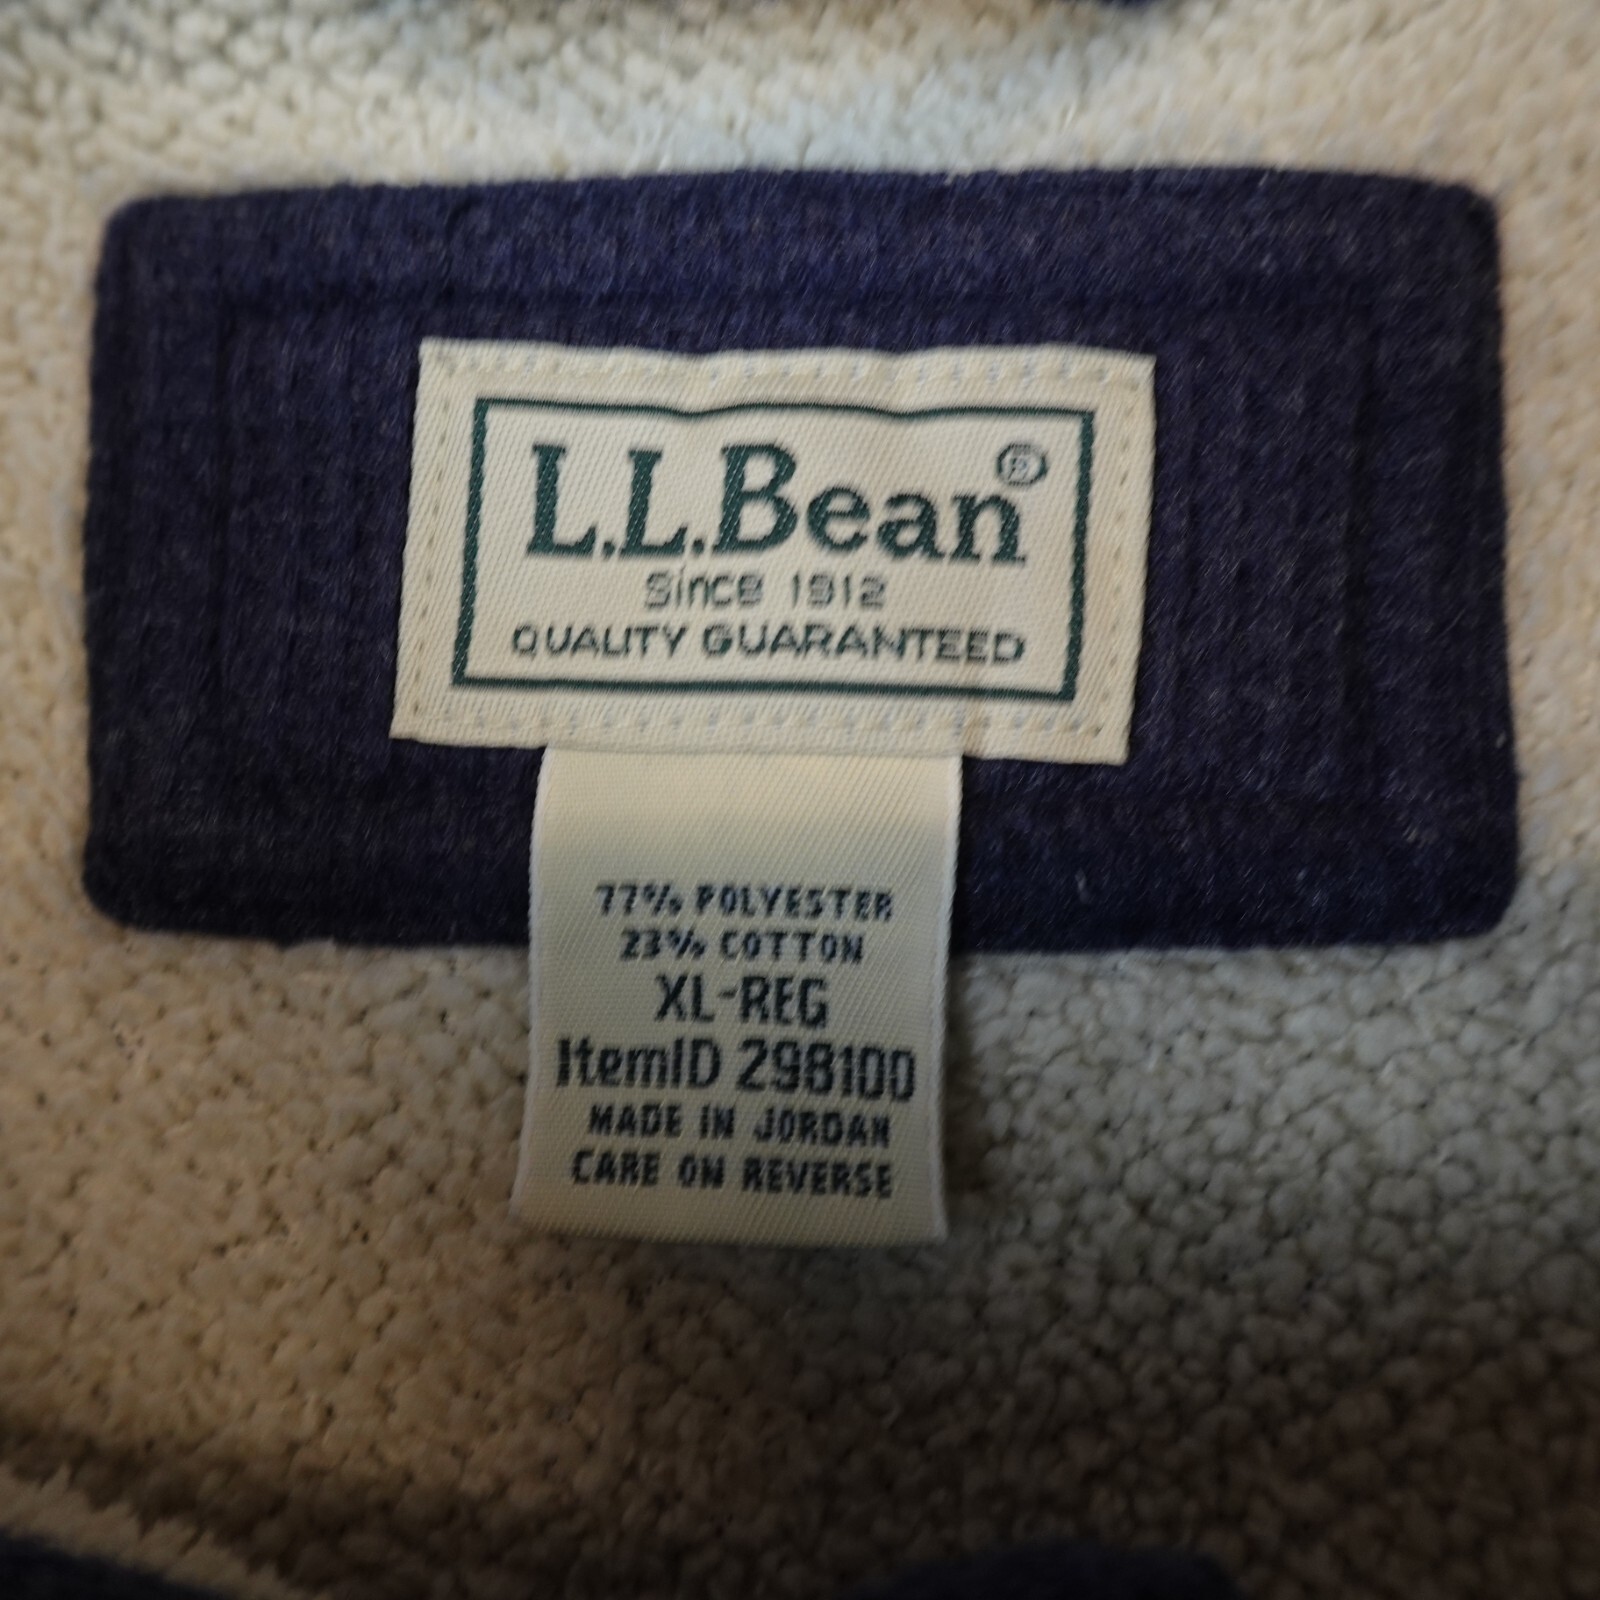 L.L.Bean®
Since 1912
QUALITY GUARANTEED
77% POLYESTER
23% COTTON
XL-REG
ItemID 298100
MADE IN JORDAN
CARE ON REVERSE